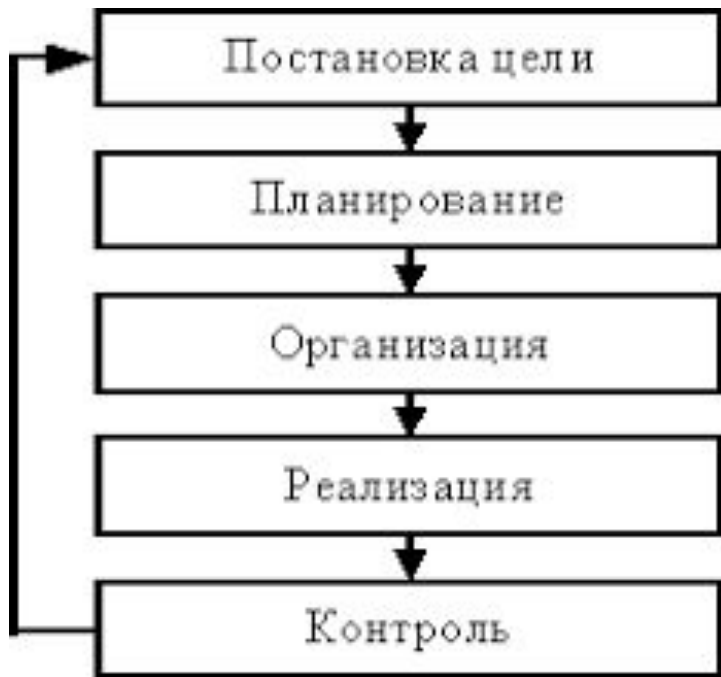 Постановка цели
Планирование
Организация
Реализация
Контроль